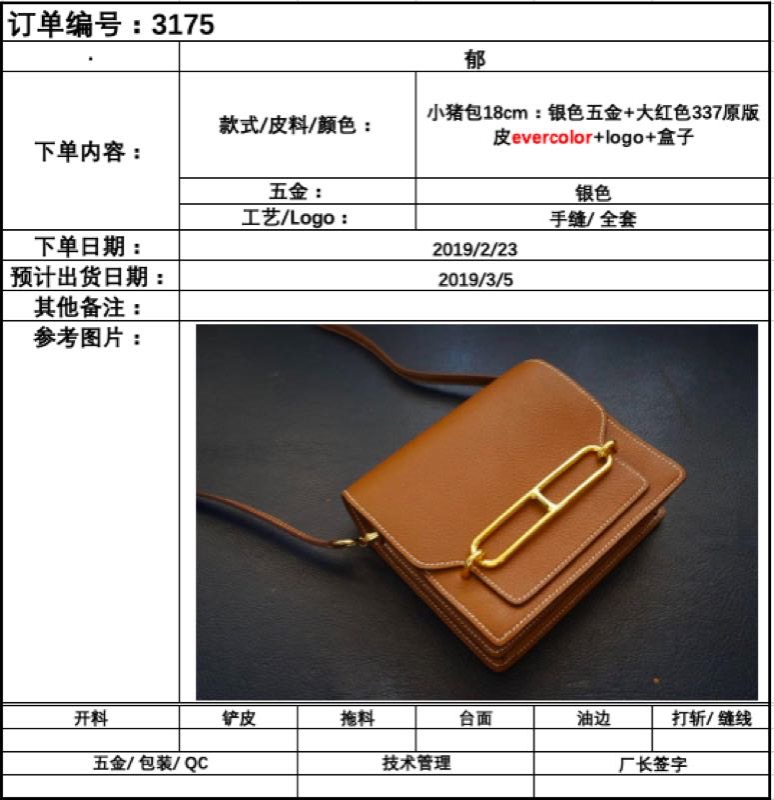 订单编号：3175
.
郁
下单内容：
款式/皮料/颜色：
小猪包18cm：银色五金+大红色337原版
皮evercolor+logo+盒子
五金：
银色
工艺/Logo：
手缝/ 全套
下单日期：
2019/2/23
预计出货日期：
2019/3/5
其他备注：
参考图片：
开料 铲皮 拖料 台面 油边 打斩/ 缝线
五金/ 包装/ QC 技术管理 厂长签字